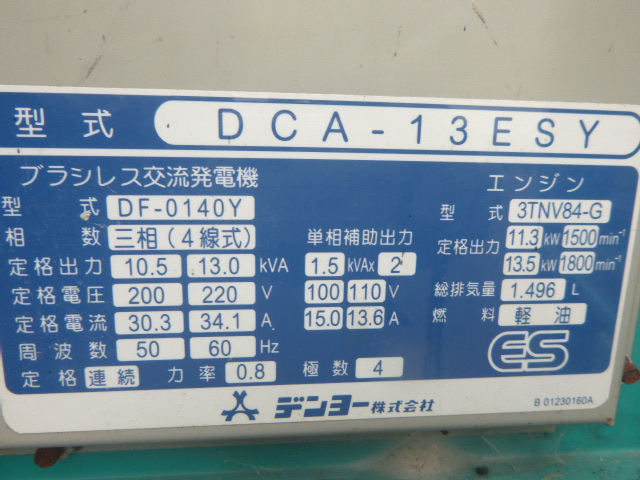 型式 DCA-13ESY
ブラシレス交流発電機
型式 DF-0140Y
相数 三相(4線式)
定格出力 10.5 13.0 kVA
定格電圧 200 220 V
定格電流 30.3 34.1 A
周波数 50 60 Hz
定格 連続 力率 0.8 極数 4
単相補助出力
1.5 kVAx 2
100 110 V
15.0 13.6 A
エンジン
型式 3TNV84-G
定格出力 11.3 kW 1500 min⁻¹
13.5 kW 1800 min⁻¹
総排気量 1.496 L
燃料 軽油
ES
デンヨー株式会社
B 01230160A